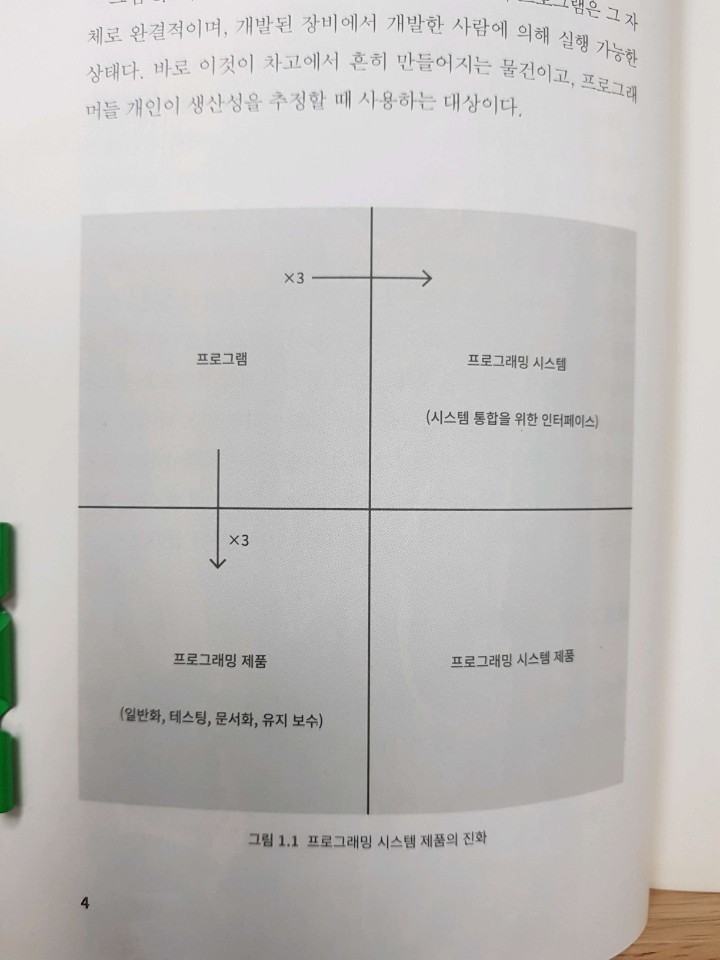 프로그램은 그 자
체로 완결적이며, 개발된 장비에서 개발한 사람에 의해 실행 가능한
상태다. 바로 이것이 차고에서 흔히 만들어지는 물건이고, 프로그래
머들 개인이 생산성을 추정할 때 사용하는 대상이다.
×3
프로그램
프로그래밍 시스템
(시스템 통합을 위한 인터페이스)
×3
프로그래밍 제품
프로그래밍 시스템 제품
(일반화, 테스팅, 문서화, 유지 보수)
그림 1.1 프로그래밍 시스템 제품의 진화
4